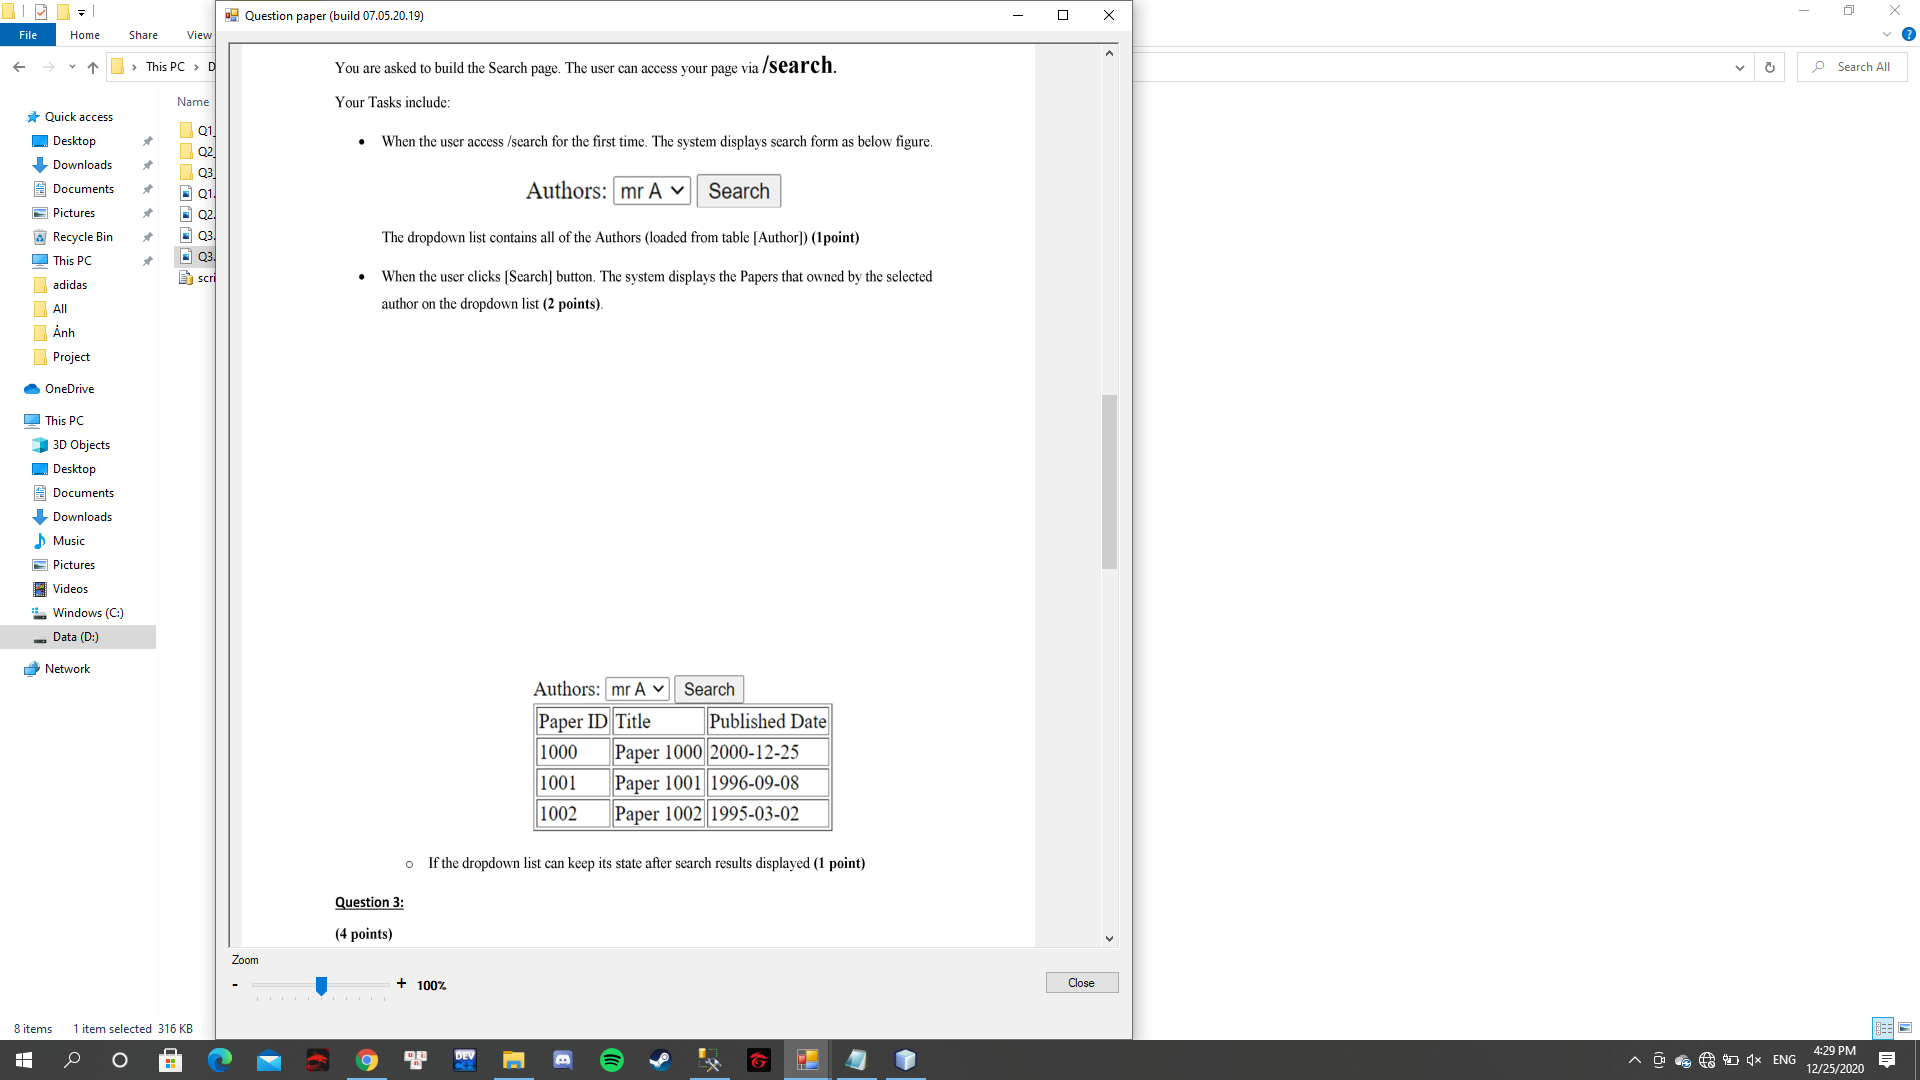 Question paper (build 07.05.20.19)
File
Home
Share
View
This PC
D
Search All
Quick access
Desktop
Downloads
Documents
Pictures
Recycle Bin
This PC
adidas
All
Ảnh
Project
OneDrive
This PC
3D Objects
Desktop
Documents
Downloads
Music
Pictures
Videos
Windows (C:)
Data (D:)
Network
Name
Q1_
Q2_
Q3_
Q1.
Q2.
Q3.
Q3.
scri
You are asked to build the Search page. The user can access your page via /search.
Your Tasks include:
• When the user access /search for the first time. The system displays search form as below figure.
Authors: mr A Search
The dropdown list contains all of the Authors (loaded from table [Author]) (1point)
• When the user clicks [Search] button. The system displays the Papers that owned by the selected
author on the dropdown list (2 points).
Authors: mr A Search
Paper ID Title Published Date
1000 Paper 1000 2000-12-25
1001 Paper 1001 1996-09-08
1002 Paper 1002 1995-03-02
o If the dropdown list can keep its state after search results displayed (1 point)
Question 3:
(4 points)
Zoom
- + 100%
Close
8 items 1 item selected 316 KB
DEV
ENG
4:29 PM
12/25/2020